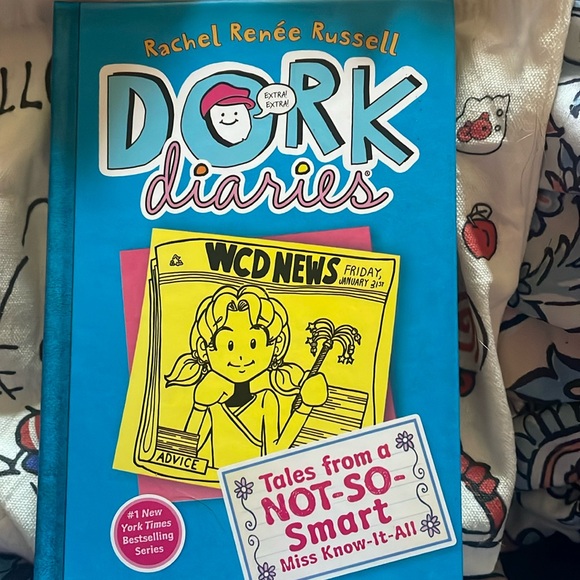 Rachel Renée Russell
DORK
EXTRA!
EXTRA!
diaries®
WCD NEWS
FRIDAY,
JANUARY 31ST
ADVICE
Tales from a
NOT-SO-
Smart
Miss Know-It-All
#1 New
York Times
Bestselling
Series